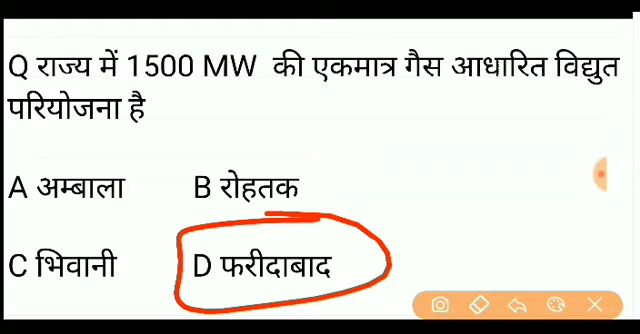 Q राज्य में 1500 MW की एकमात्र गैस आधारित विद्युत
परियोजना है
A अम्बाला B रोहतक
C भिवानी D फरीदाबाद